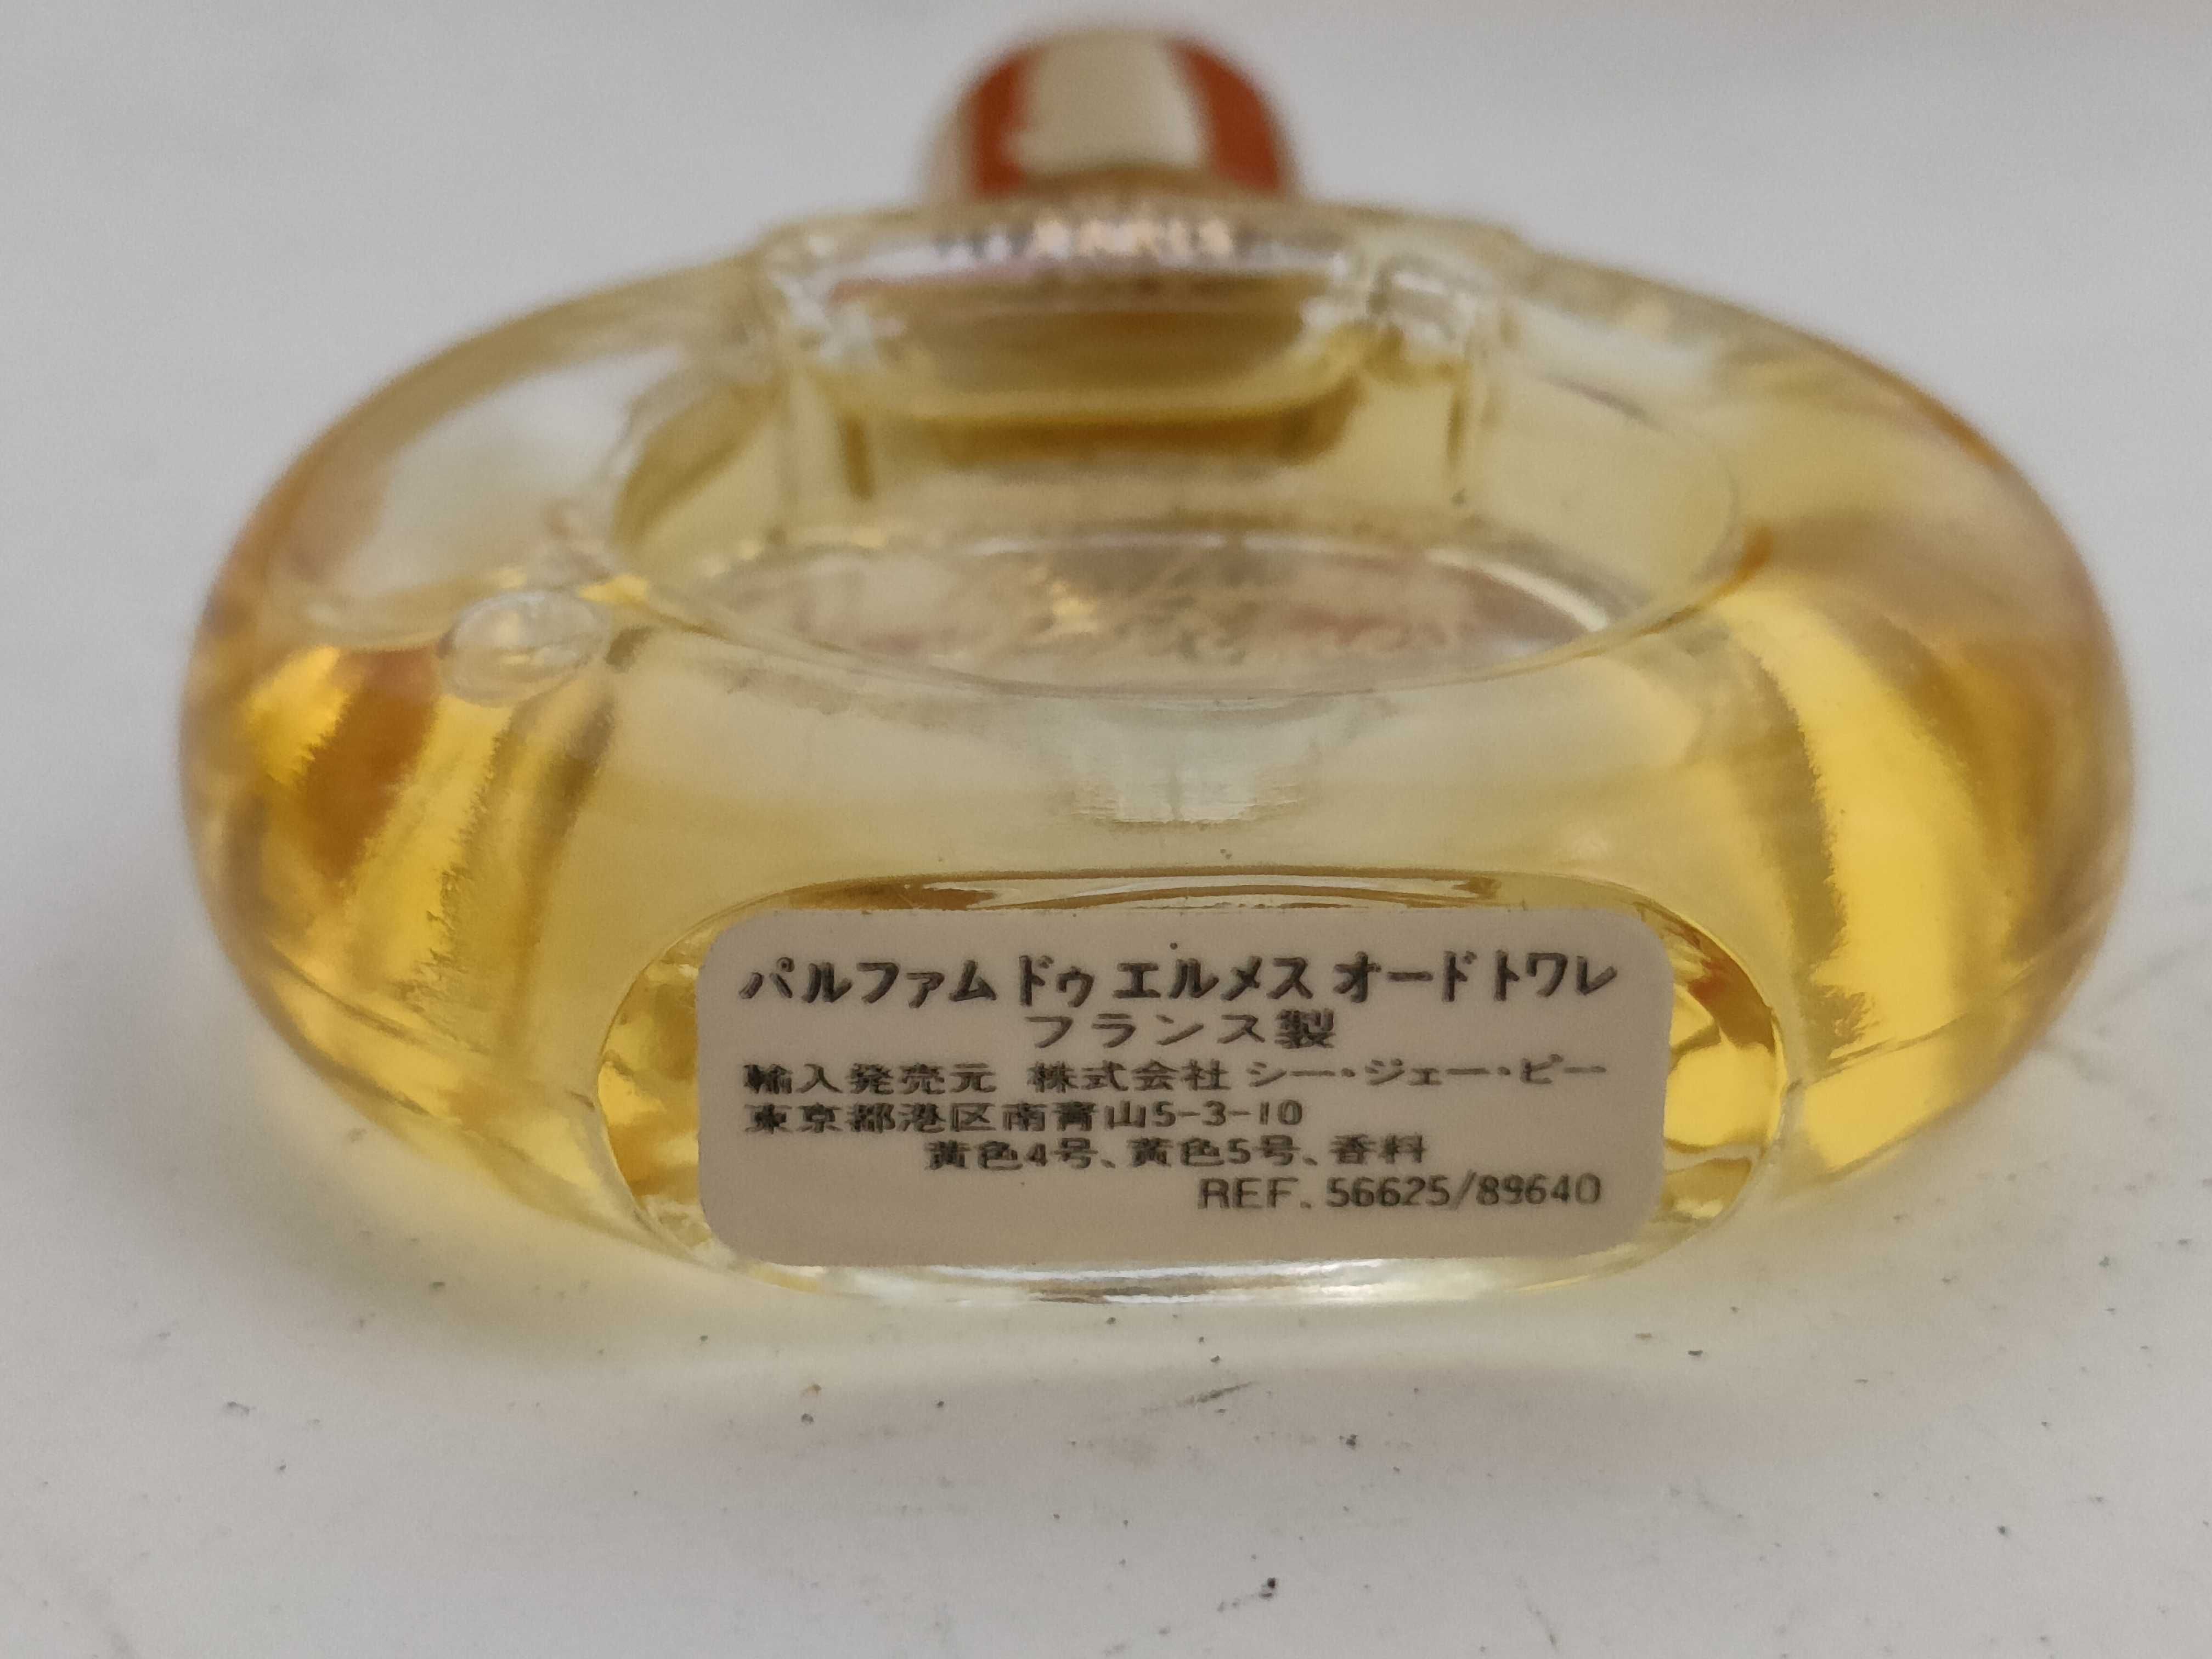 パルファム ドゥ エルメス オード トワレ
フランス製
輸入発売元 株式会社 シー・ジェー・ピー
東京都港区南青山5-3-10
黄色4号、黄色5号、香料
REF. 56625/89640